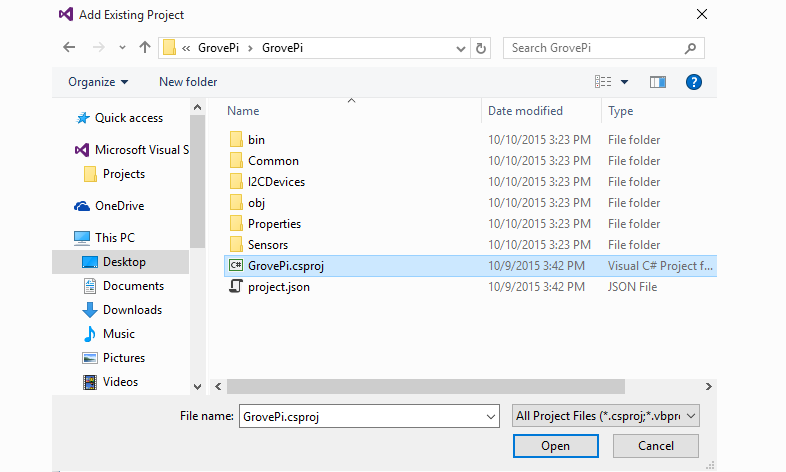 Add Existing Project
« GrovePi › GrovePi
Search GrovePi
Organize New folder
Name Date modified Type
Quick access
Microsoft Visual S
Projects
OneDrive
This PC
Desktop
Documents
Downloads
Music
Pictures
Videos
bin 10/10/2015 3:23 PM File folder
Common 10/10/2015 3:23 PM File folder
I2CDevices 10/10/2015 3:23 PM File folder
obj 10/10/2015 3:23 PM File folder
Properties 10/10/2015 3:23 PM File folder
Sensors 10/10/2015 3:23 PM File folder
C# GrovePi.csproj 10/9/2015 3:42 PM Visual C# Project f...
project.json 10/9/2015 3:42 PM JSON File
File name: GrovePi.csproj All Project Files (*.csproj;*.vbpro
Open Cancel